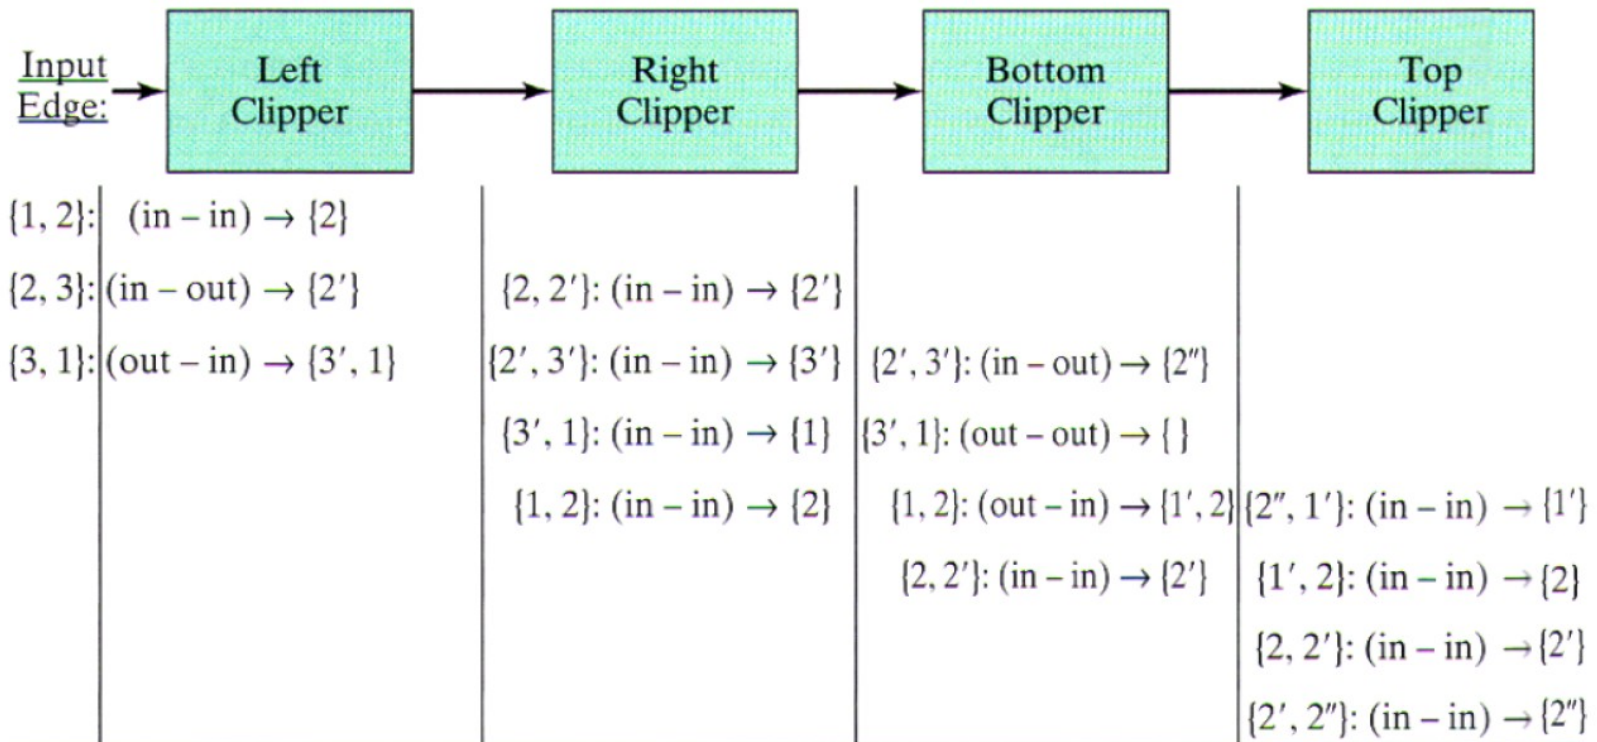 Input Edge:
Left Clipper
Right Clipper
Bottom Clipper
Top Clipper
{1, 2}: (in – in) → {2}
{2, 3}: (in – out) → {2′} {2, 2′}: (in – in) → {2′}
{3, 1}: (out – in) → {3′, 1} {2′, 3′}: (in – in) → {3′} {2′, 3′}: (in – out) → {2″}
{3′, 1}: (in – in) → {1} {3′, 1}: (out – out) → { }
{1, 2}: (in – in) → {2} {1, 2}: (out – in) → {1′, 2} {2″, 1′}: (in – in) → {1′}
{2, 2′}: (in – in) → {2′} {1′, 2}: (in – in) → {2}
{2, 2′}: (in – in) → {2′}
{2′, 2″}: (in – in) → {2″}